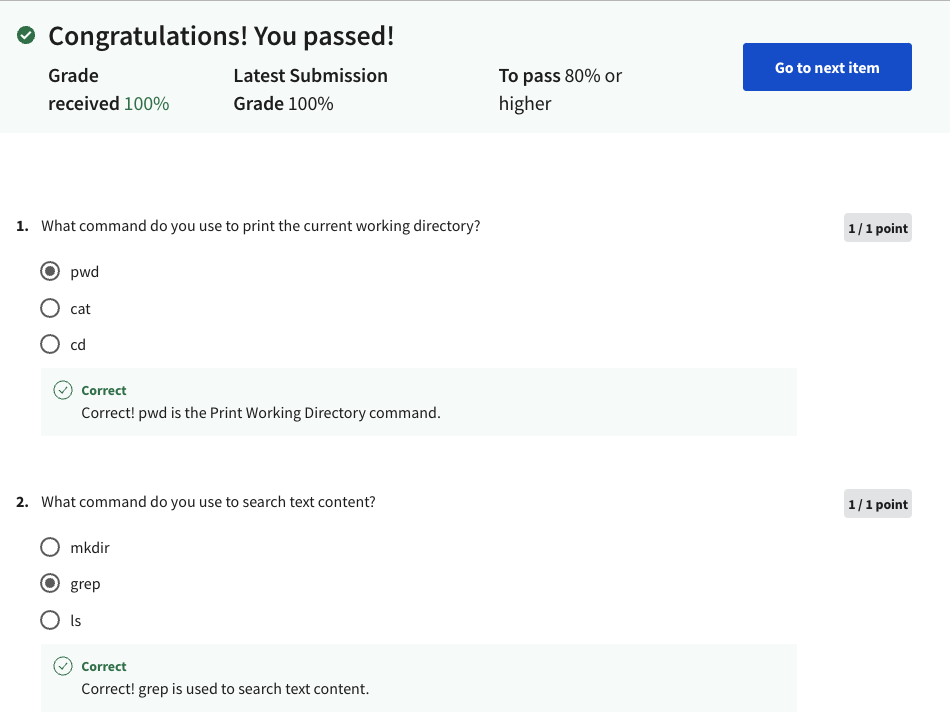 Congratulations! You passed!
Grade received 100%
Latest Submission Grade 100%
To pass 80% or higher
Go to next item
1. What command do you use to print the current working directory?
1 / 1 point
pwd
cat
cd
Correct
Correct! pwd is the Print Working Directory command.
2. What command do you use to search text content?
1 / 1 point
mkdir
grep
ls
Correct
Correct! grep is used to search text content.